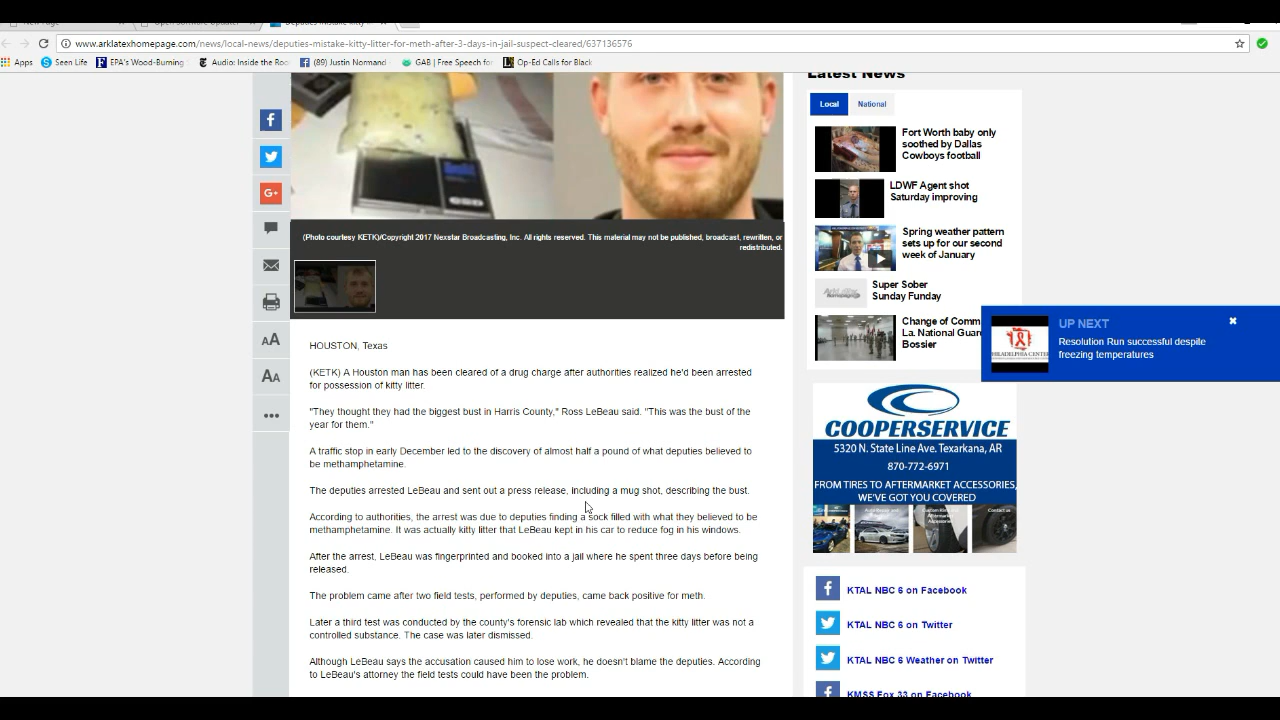 www.arklatexhomepage.com/news/local-news/deputies-mistake-kitty-litter-for-meth-after-3-days-in-jail-suspect-cleared/637136576
Apps
Seen Life
EPA's Wood-Burning
Audio: Inside the Roo
(89) Justin Normand
GAB | Free Speech for
Op-Ed Calls for Black
(Photo courtesy KETK)/Copyright 2017 Nexstar Broadcasting, Inc. All rights reserved. This material may not be published, broadcast, rewritten, or
redistributed.
AA
AA
HOUSTON, Texas
(KETK) A Houston man has been cleared of a drug charge after authorities realized he'd been arrested
for possession of kitty litter.
"They thought they had the biggest bust in Harris County," Ross LeBeau said. "This was the bust of the
year for them."
A traffic stop in early December led to the discovery of almost half a pound of what deputies believed to
be methamphetamine.
The deputies arrested LeBeau and sent out a press release, including a mug shot, describing the bust.
According to authorities, the arrest was due to deputies finding a sock filled with what they believed to be
methamphetamine. It was actually kitty litter that LeBeau kept in his car to reduce fog in his windows.
After the arrest, LeBeau was fingerprinted and booked into a jail where he spent three days before being
released.
The problem came after two field tests, performed by deputies, came back positive for meth.
Later a third test was conducted by the county's forensic lab which revealed that the kitty litter was not a
controlled substance. The case was later dismissed.
Although LeBeau says the accusation caused him to lose work, he doesn't blame the deputies. According
to LeBeau's attorney the field tests could have been the problem.
Latest News
Local
National
Fort Worth baby only
soothed by Dallas
Cowboys football
LDWF Agent shot
Saturday improving
Spring weather pattern
sets up for our second
week of January
Super Sober
Sunday Funday
Change of Comm
La. National Guar
Bossier
UP NEXT
Resolution Run successful despite
freezing temperatures
COOPERSERVICE
5320 N. State Line Ave. Texarkana, AR
870-772-6971
FROM TIRES TO AFTERMARKET ACCESSORIES,
WE'VE GOT YOU COVERED
Contact us
KTAL NBC 6 on Facebook
KTAL NBC 6 on Twitter
KTAL NBC 6 Weather on Twitter
KMSS Fox 33 on Facebook